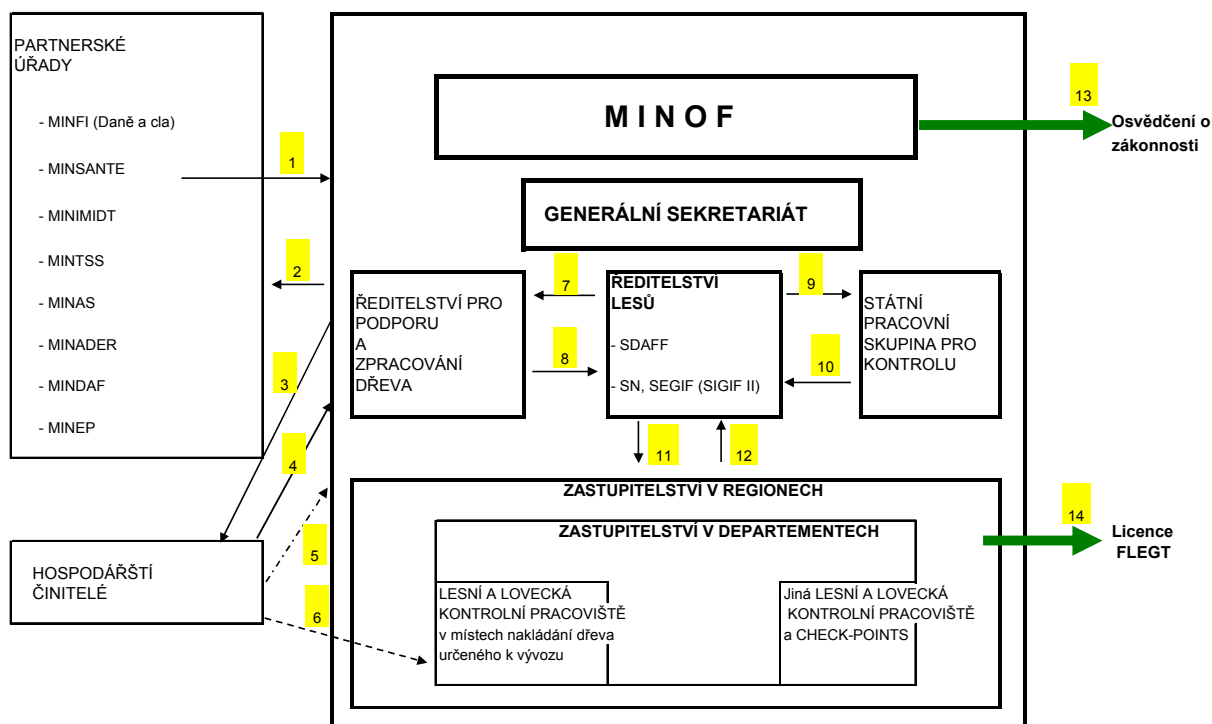 PARTNERSKÉ
ÚŘADY
- MINFI (Daně a cla)
- MINSANTE
- MINIMIDT
- MINTSS
- MINAS
- MINADER
- MINDAF
- MINEP
1
2
3
4
5
6
HOSPODÁŘŠTÍ
ČINITELÉ
M I N O F
13
Osvědčení o
zákonnosti
GENERÁLNÍ SEKRETARIÁT
ŘEDITELSTVÍ PRO
PODPORU
A
ZPRACOVÁNÍ
DŘEVA
7
8
ŘEDITELSTVÍ
LESŮ
- SDAFF
- SN, SEGIF (SIGIF II)
9
10
STÁTNÍ
PRACOVNÍ
SKUPINA PRO
KONTROLU
11
12
ZASTUPITELSTVÍ V REGIONECH
ZASTUPITELSTVÍ V DEPARTEMENTECH
LESNÍ A LOVECKÁ
KONTROLNÍ PRACOVIŠTĚ
v místech nakládání dřeva
určeného k vývozu
Jiná LESNÍ A LOVECKÁ
KONTROLNÍ PRACOVIŠTĚ
a CHECK-POINTS
14
Licence
FLEGT